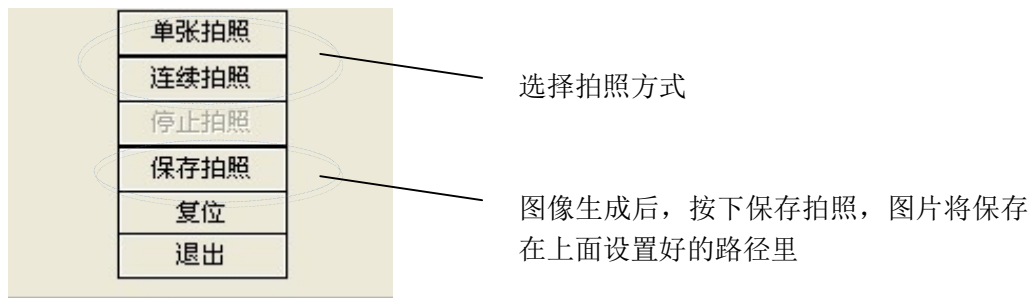 单张拍照
连续拍照
选择拍照方式
停止拍照
保存拍照
复位
退出
图像生成后，按下保存拍照，图片将保存
在上面设置好的路径里